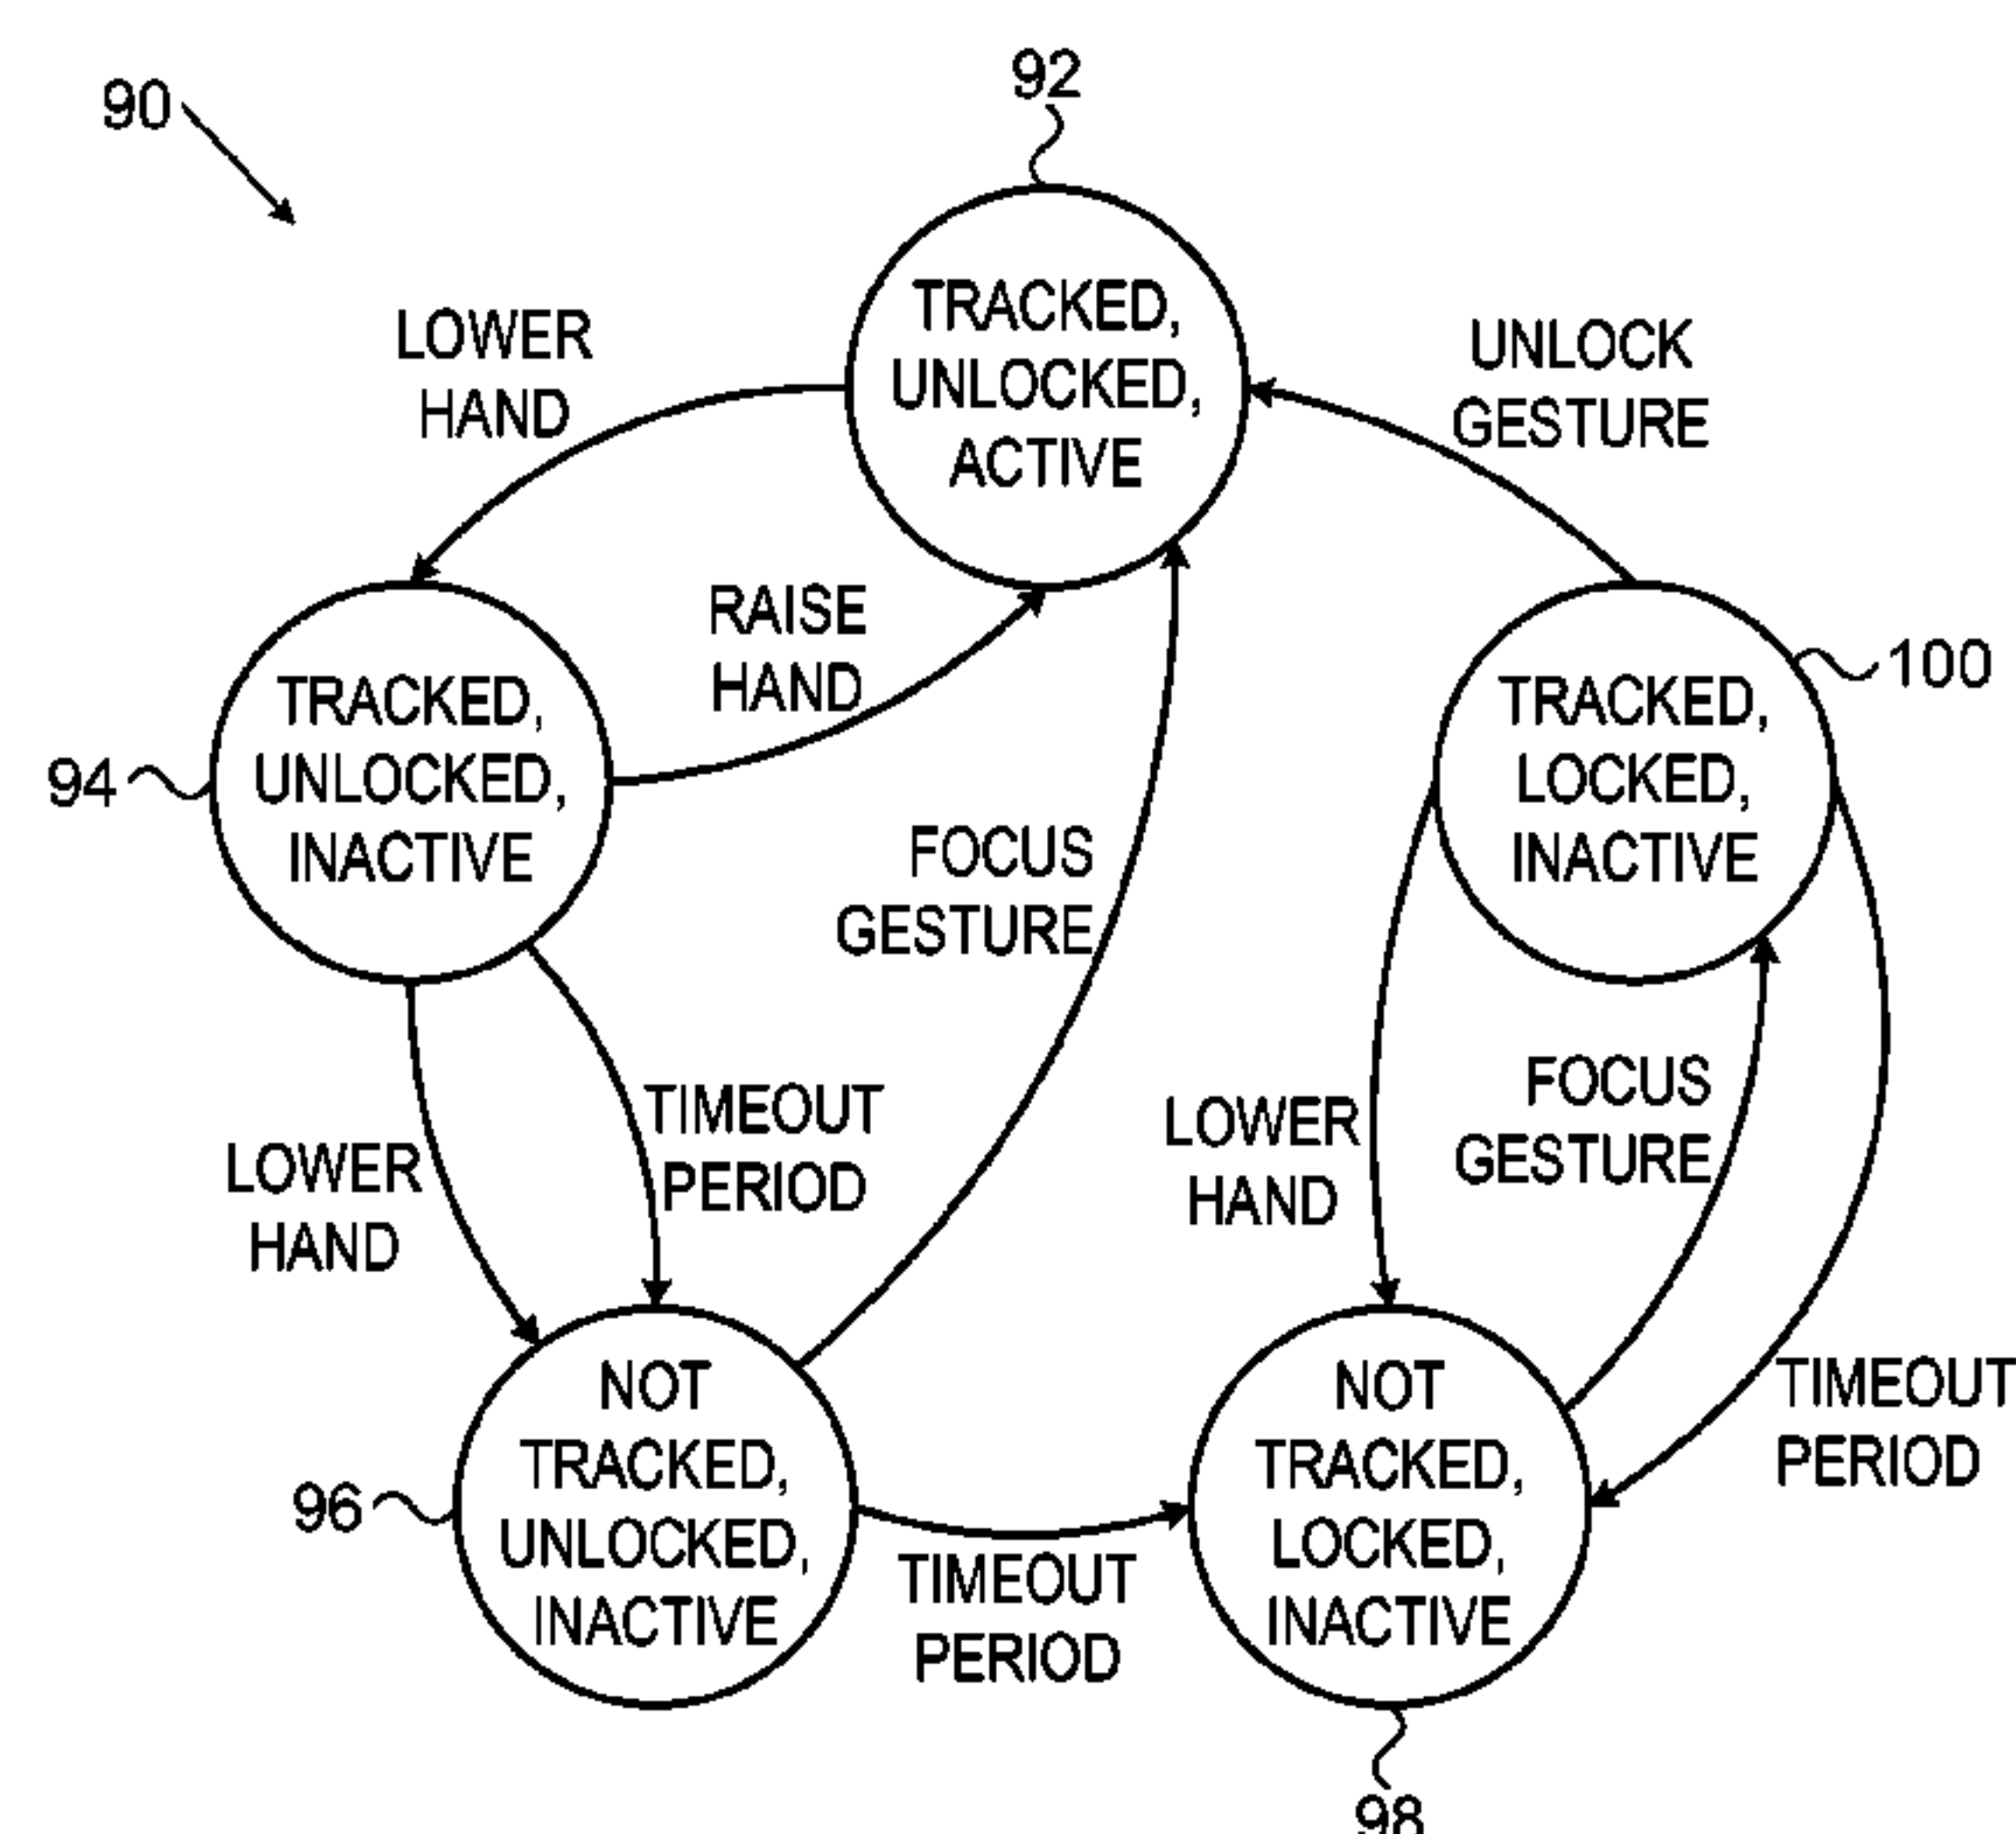 90
92
TRACKED,
UNLOCKED,
ACTIVE
LOWER
HAND
UNLOCK
GESTURE
RAISE
HAND
94
TRACKED,
UNLOCKED,
INACTIVE
100
TRACKED,
LOCKED,
INACTIVE
FOCUS
GESTURE
LOWER
HAND
TIMEOUT
PERIOD
LOWER
HAND
FOCUS
GESTURE
TIMEOUT
PERIOD
96
NOT
TRACKED,
UNLOCKED,
INACTIVE
TIMEOUT
PERIOD
NOT
TRACKED,
LOCKED,
INACTIVE
98